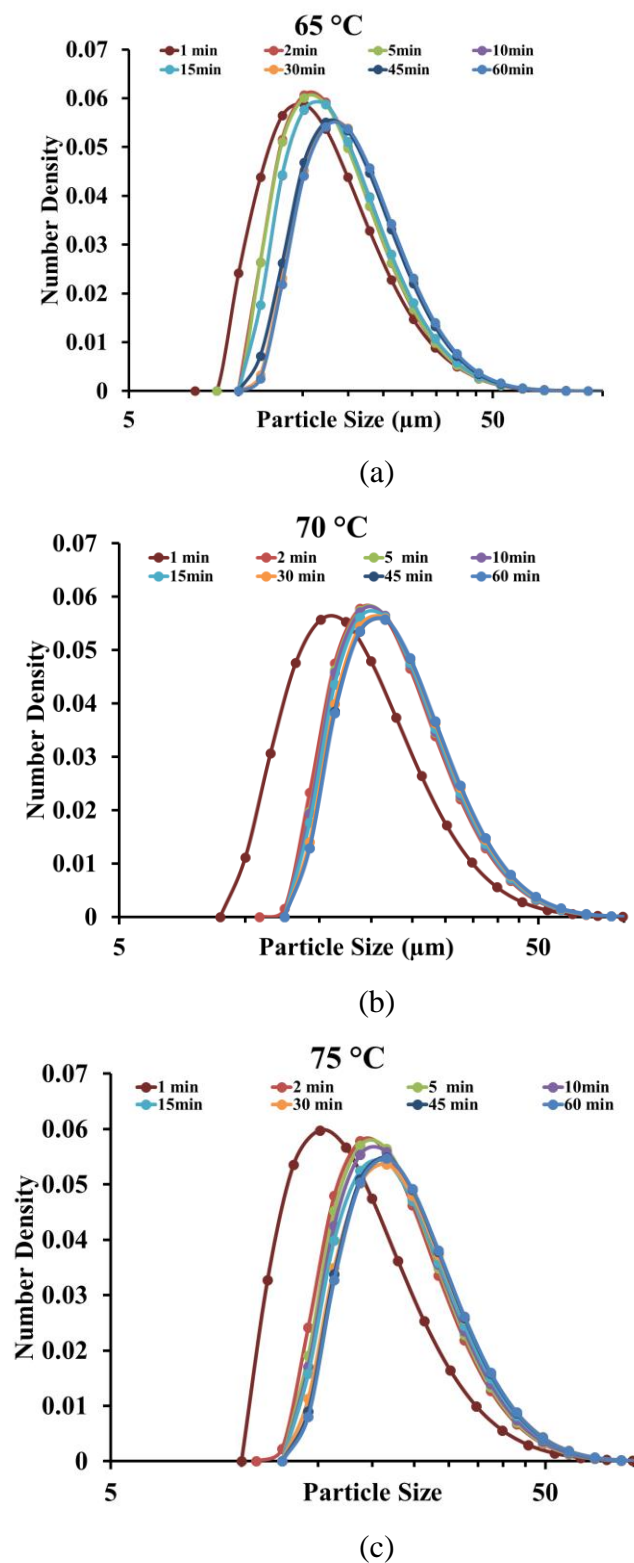 65 °C
0.07
1 min 2min 5min 10min
15min 30min 45min 60min
0.06
0.05
0.04
0.03
0.02
0.01
0
Number Density
5 Particle Size (µm) 50
(a)
70 °C
0.07
1 min 2 min 5 min 10min
15min 30 min 45 min 60 min
0.06
0.05
0.04
0.03
0.02
0.01
0
Number Density
5 Particle Size (µm) 50
(b)
75 °C
0.07
1 min 2 min 5 min 10min
15min 30 min 45 min 60 min
0.06
0.05
0.04
0.03
0.02
0.01
0
Number Density
5 Particle Size 50
(c)